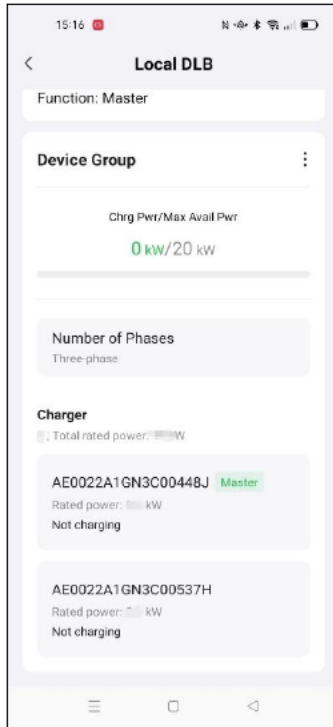 15:16
Local DLB
Function: Master
Device Group
Chrg Pwr/Max Avail Pwr
0 kW/20 kW
Number of Phases
Three-phase
Charger
, Total rated power: W
AE0022A1GN3C00448J Master
Rated power: kW
Not charging
AE0022A1GN3C00537H
Rated power: kW
Not charging